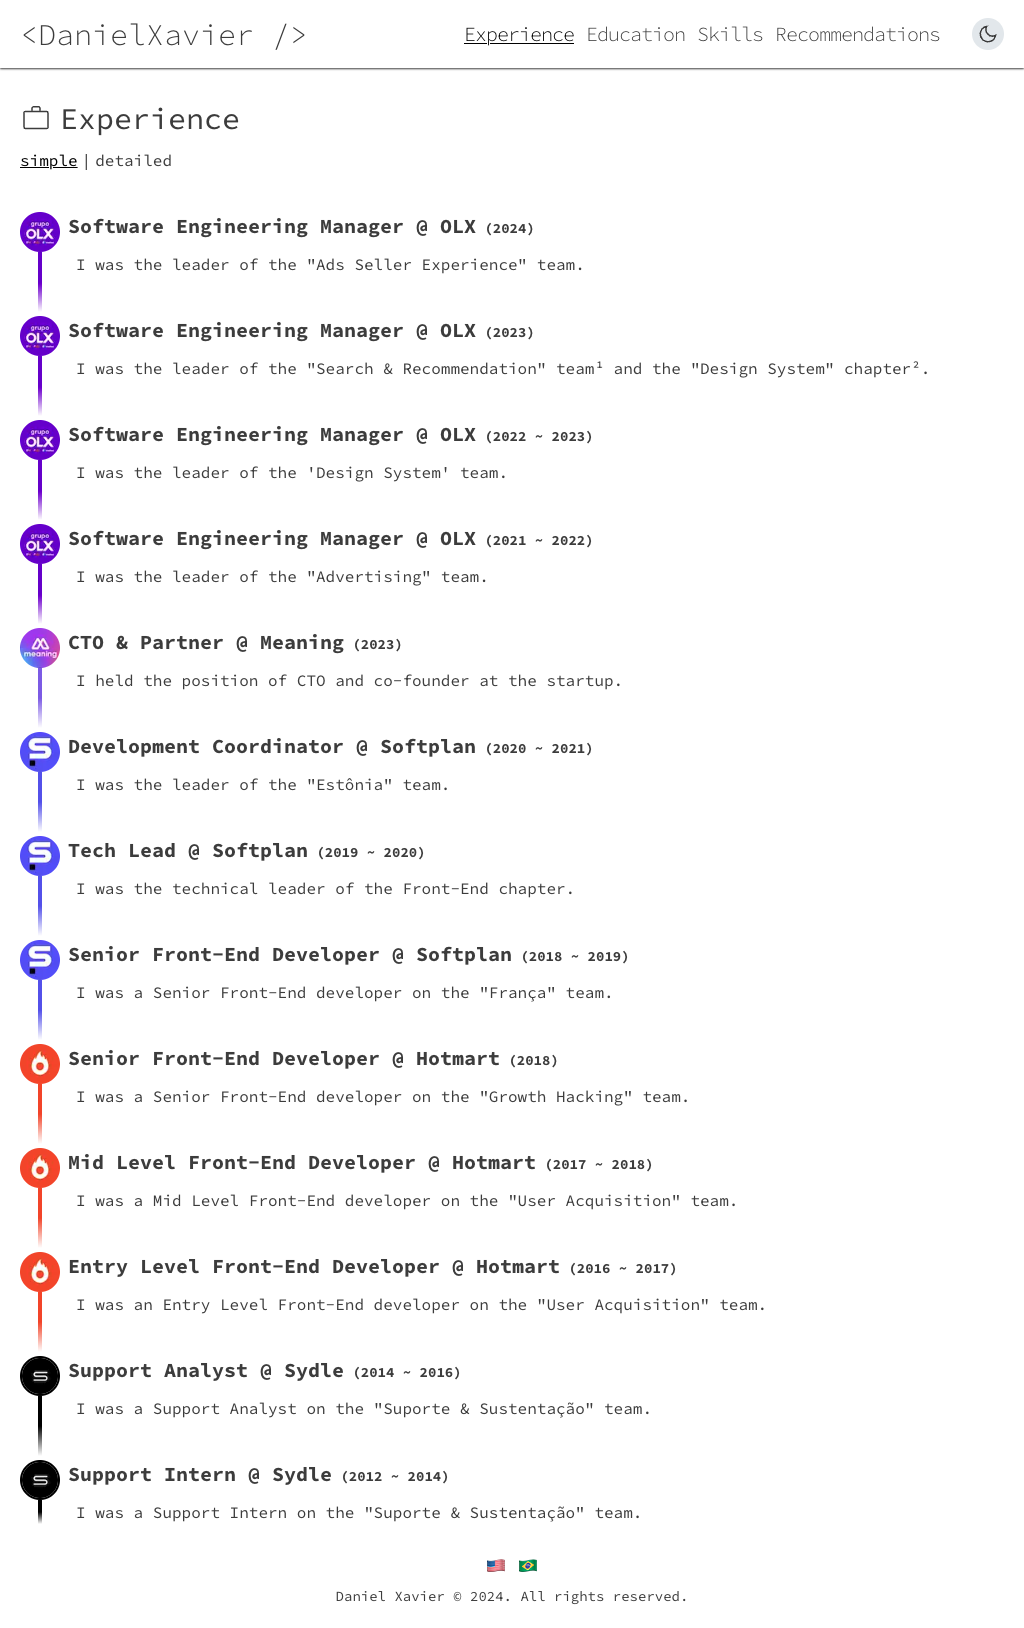 <DanielXavier />
Experience Education Skills Recommendations
Experience
simple | detailed
grupo
OLX
Software Engineering Manager @ OLX (2024)
I was the leader of the "Ads Seller Experience" team.
grupo
OLX
Software Engineering Manager @ OLX (2023)
I was the leader of the "Search & Recommendation" team¹ and the "Design System" chapter².
grupo
OLX
Software Engineering Manager @ OLX (2022 ~ 2023)
I was the leader of the 'Design System' team.
grupo
OLX
Software Engineering Manager @ OLX (2021 ~ 2022)
I was the leader of the "Advertising" team.
meaning
CTO & Partner @ Meaning (2023)
I held the position of CTO and co-founder at the startup.
Development Coordinator @ Softplan (2020 ~ 2021)
I was the leader of the "Estônia" team.
Tech Lead @ Softplan (2019 ~ 2020)
I was the technical leader of the Front-End chapter.
Senior Front-End Developer @ Softplan (2018 ~ 2019)
I was a Senior Front-End developer on the "França" team.
Senior Front-End Developer @ Hotmart (2018)
I was a Senior Front-End developer on the "Growth Hacking" team.
Mid Level Front-End Developer @ Hotmart (2017 ~ 2018)
I was a Mid Level Front-End developer on the "User Acquisition" team.
Entry Level Front-End Developer @ Hotmart (2016 ~ 2017)
I was an Entry Level Front-End developer on the "User Acquisition" team.
Support Analyst @ Sydle (2014 ~ 2016)
I was a Support Analyst on the "Suporte & Sustentação" team.
Support Intern @ Sydle (2012 ~ 2014)
I was a Support Intern on the "Suporte & Sustentação" team.
Daniel Xavier © 2024. All rights reserved.